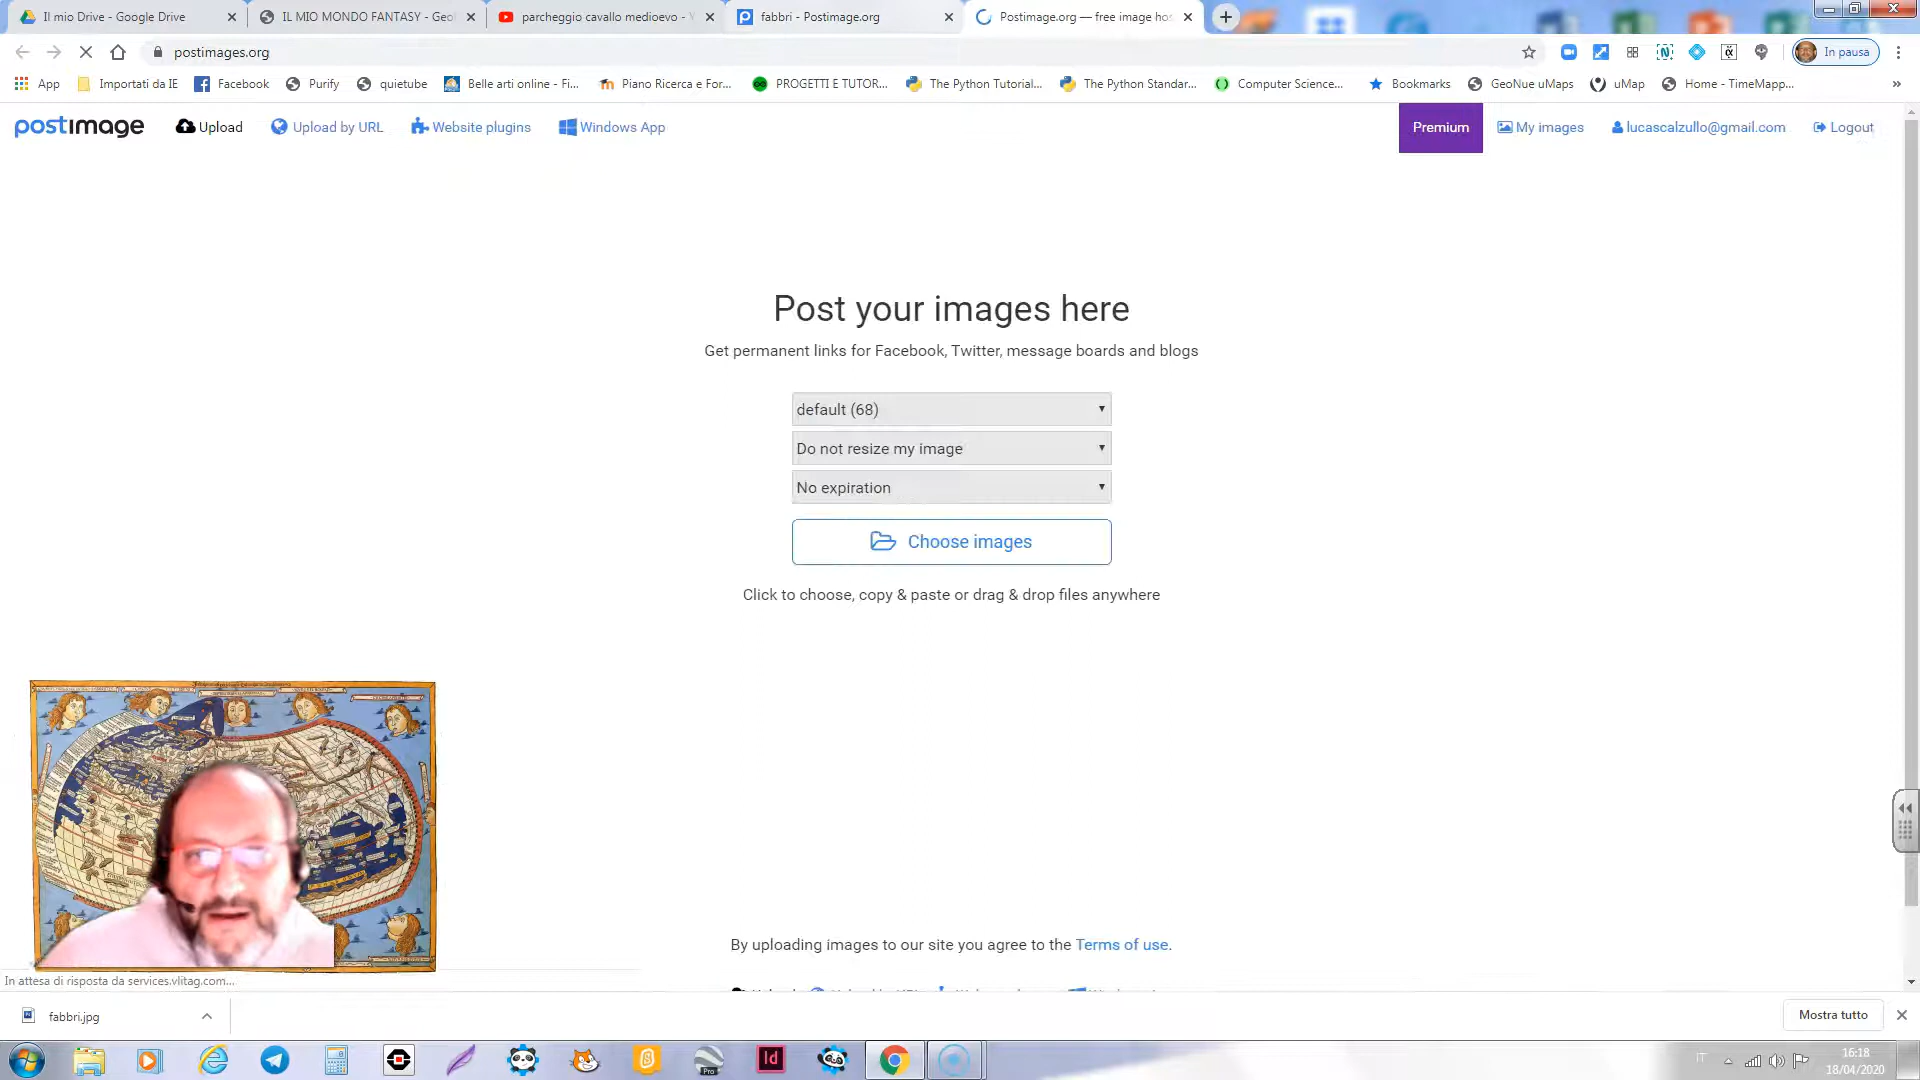 Il mio Drive - Google Drive
IL MIO MONDO FANTASY - Geo
parcheggio cavallo medioevo - Y
fabbri - Postimage.org
Postimage.org — free image hos
postimages.org
In pausa
App
Importati da IE
Facebook
Purify
quietube
Belle arti online - Fi...
Piano Ricerca e For...
PROGETTI E TUTOR...
The Python Tutorial...
The Python Standar...
Computer Science...
Bookmarks
GeoNue uMaps
uMap
Home - TimeMapp...
»
postimage
Upload
Upload by URL
Website plugins
Windows App
Premium
My images
lucascalzullo@gmail.com
Logout
Post your images here
Get permanent links for Facebook, Twitter, message boards and blogs
default (68)
Do not resize my image
No expiration
Choose images
Click to choose, copy & paste or drag & drop files anywhere
By uploading images to our site you agree to the Terms of use.
In attesa di risposta da services.vlitag.com...
fabbri.jpg
Mostra tutto
Pro
Id
IT
16:18
18/04/2020